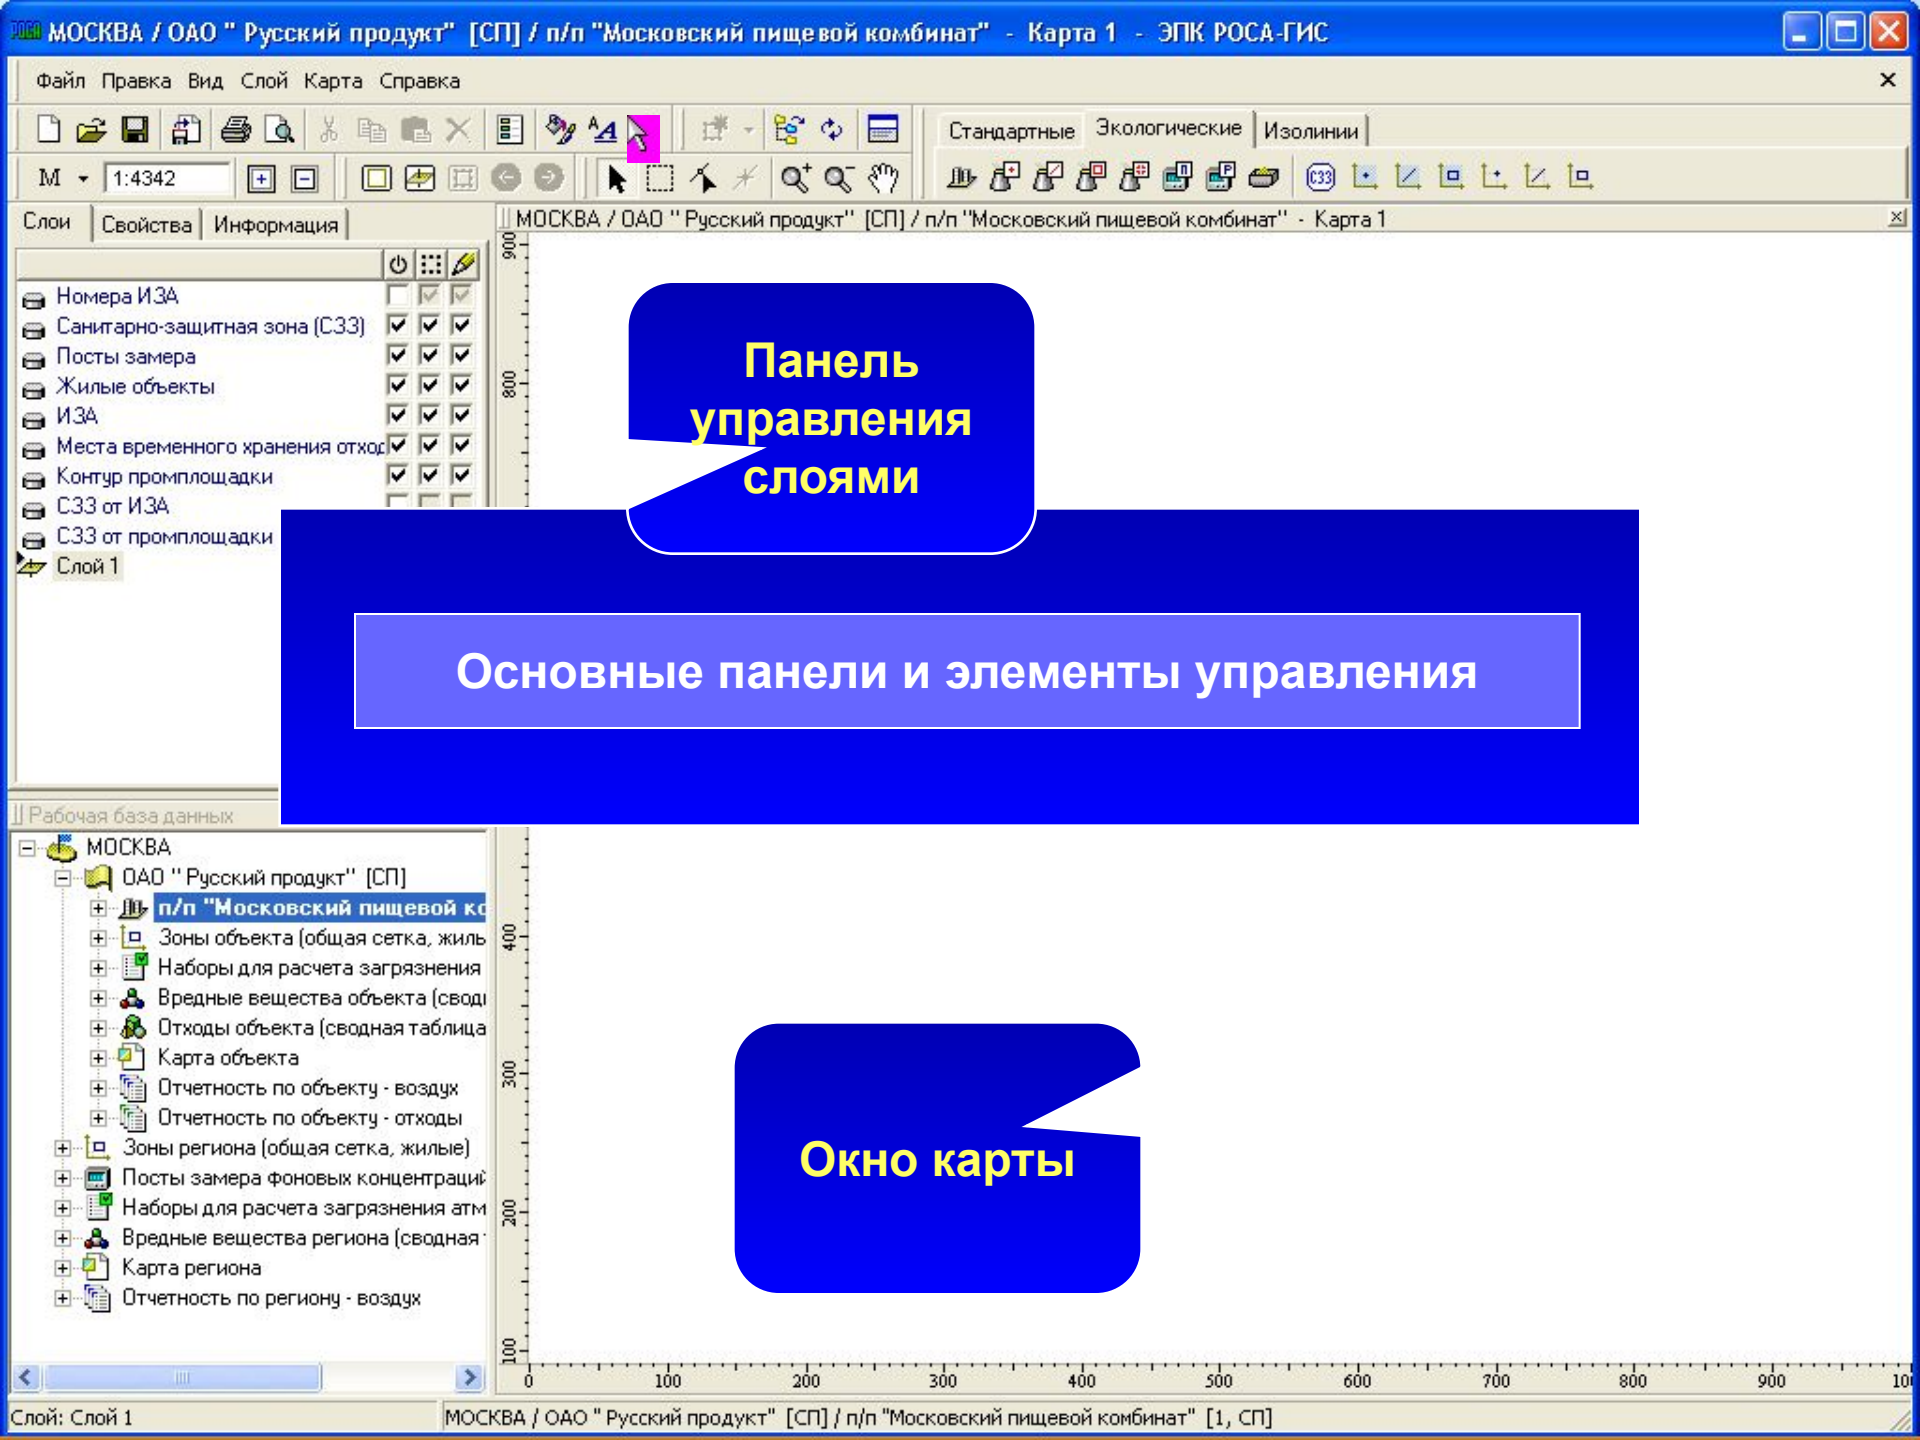 МОСКВА / ОАО " Русский продукт" [СП] / п/п "Московский пищевой комбинат" - Карта 1 - ЭПК РОСА-ГИС
Файл Правка Вид Слой Карта Справка
Стандартные Экологические Изолинии
M 1:4342
СЗЗ
Слои Свойства Информация
МОСКВА / ОАО " Русский продукт" [СП] / п/п "Московский пищевой комбинат" - Карта 1
Номера ИЗА
Санитарно-защитная зона (СЗЗ)
Посты замера
Жилые объекты
ИЗА
Места временного хранения отход
Контур промплощадки
СЗЗ от ИЗА
СЗЗ от промплощадки
Слой 1
Панель
управления
слоями
Основные панели и элементы управления
Рабочая база данных
МОСКВА
ОАО " Русский продукт" [СП]
п/п "Московский пищевой ко
Зоны объекта (общая сетка, жиль
Наборы для расчета загрязнения
Вредные вещества объекта (свод
Отходы объекта (сводная таблица
Карта объекта
Отчетность по объекту - воздух
Отчетность по объекту - отходы
Зоны региона (общая сетка, жилые)
Посты замера фоновых концентраций
Наборы для расчета загрязнения атм
Вредные вещества региона (сводная
Карта региона
Отчетность по региону - воздух
Окно карты
900
800
400
300
200
100
0 100 200 300 400 500 600 700 800 900 10
Слой: Слой 1
МОСКВА / ОАО " Русский продукт" [СП] / п/п "Московский пищевой комбинат" [1, СП]